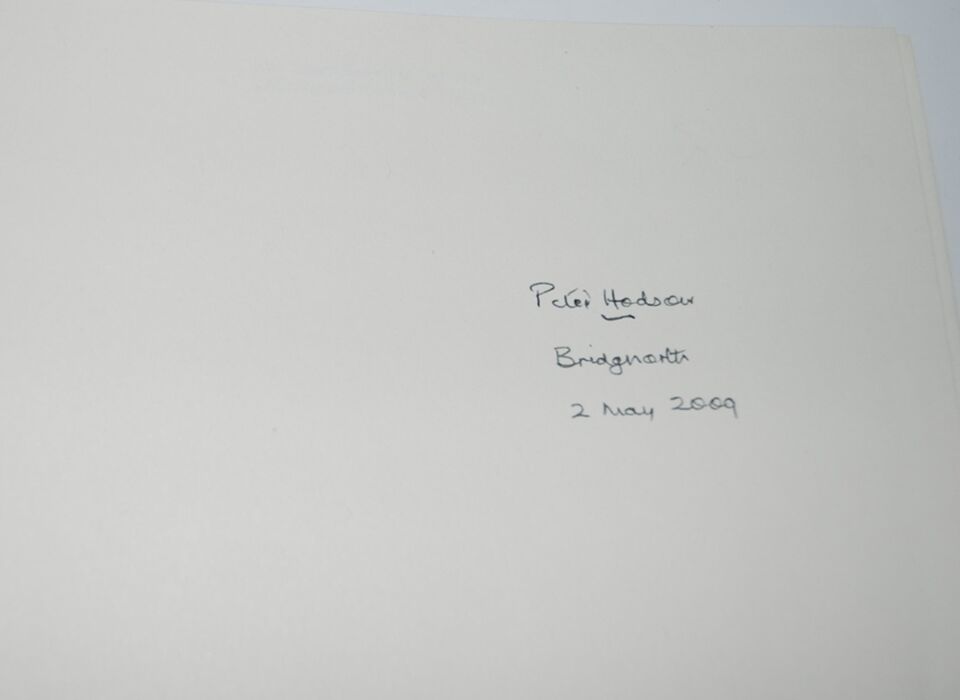 Peter Hodson
Bridgnorth
2 May 2009